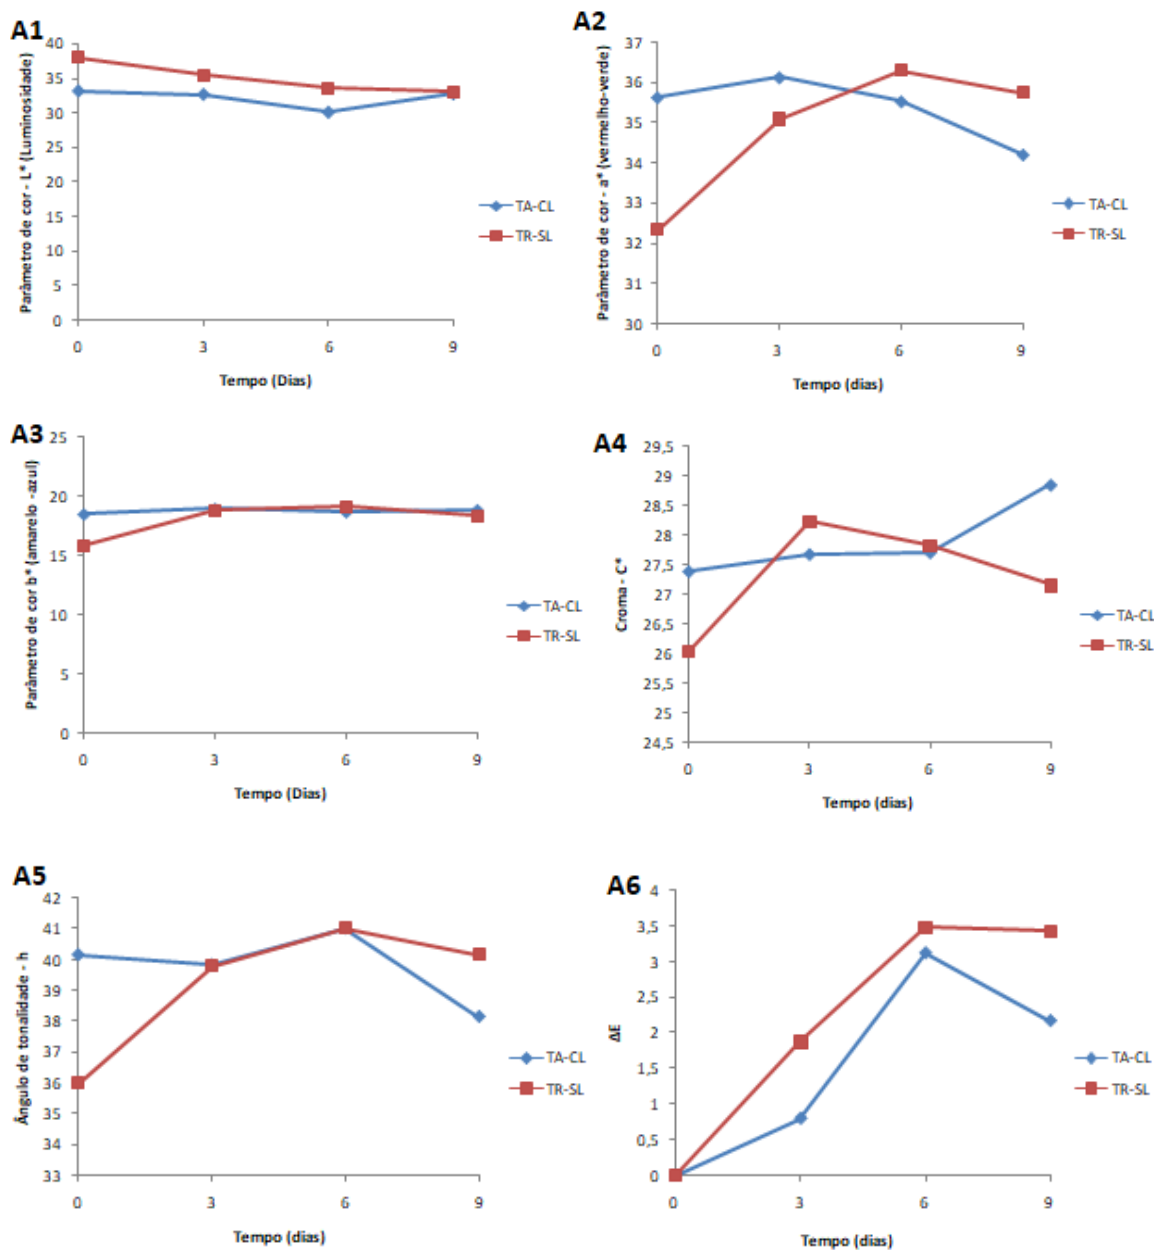 A1
Parâmetro de cor - L* (Luminosidade)
40
35
30
25
20
15
10
5
0
0 3 6 9
Tempo (Dias)
TA-CL
TR-SL
A2
Parâmetro de cor - a* (vermelho-verde)
37
36
35
34
33
32
31
30
0 3 6 9
Tempo (dias)
TA-CL
TR-SL
A3
Parâmetro de cor b* (amarelo -azul)
25
20
15
10
5
0
0 3 6 9
Tempo (Dias)
TA-CL
TR-SL
A4
Croma - C*
29,5
29
28,5
28
27,5
27
26,5
26
25,5
25
24,5
0 3 6 9
Tempo (dias)
TA-CL
TR-SL
A5
Ângulo de tonalidade - h
42
41
40
39
38
37
36
35
34
33
0 3 6 9
Tempo (dias)
TA-CL
TR-SL
A6
ΔE
4
3,5
3
2,5
2
1,5
1
0,5
0
0 3 6 9
Tempo (dias)
TA-CL
TR-SL